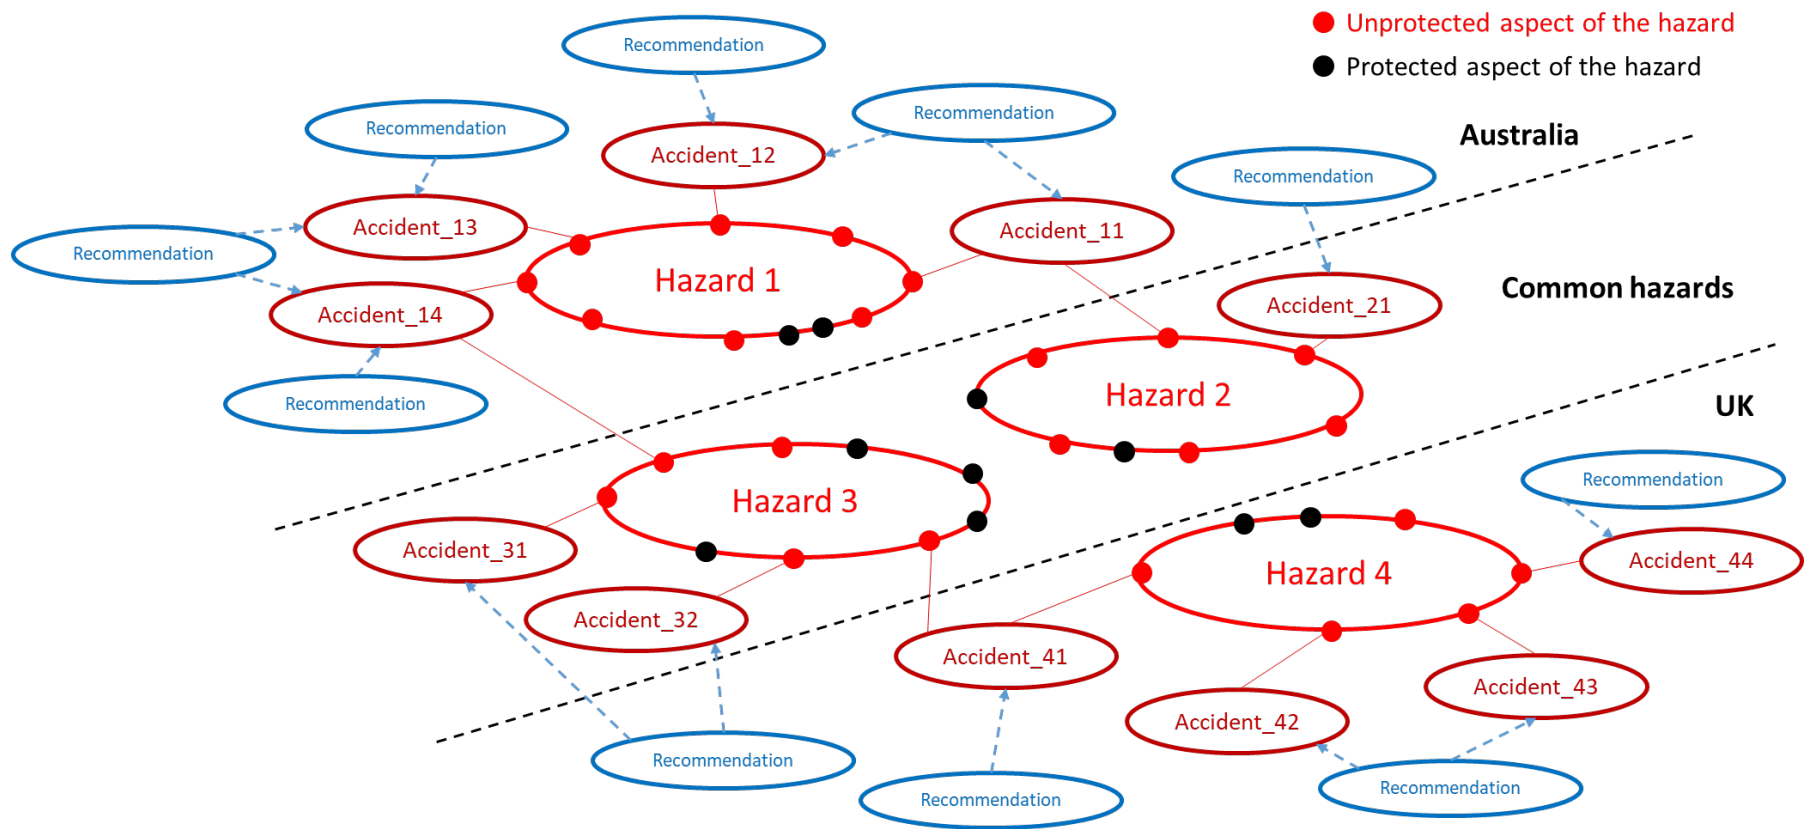 Unprotected aspect of the hazard
Protected aspect of the hazard
Recommendation
Recommendation
Recommendation
Australia
Accident_12
Recommendation
Recommendation
Accident_13
Accident_11
Recommendation
Hazard 1
Common hazards
Accident_21
Accident_14
Hazard 2
Recommendation
UK
Recommendation
Hazard 3
Accident_31
Hazard 4
Accident_44
Accident_32
Accident_41
Accident_43
Accident_42
Recommendation
Recommendation
Recommendation